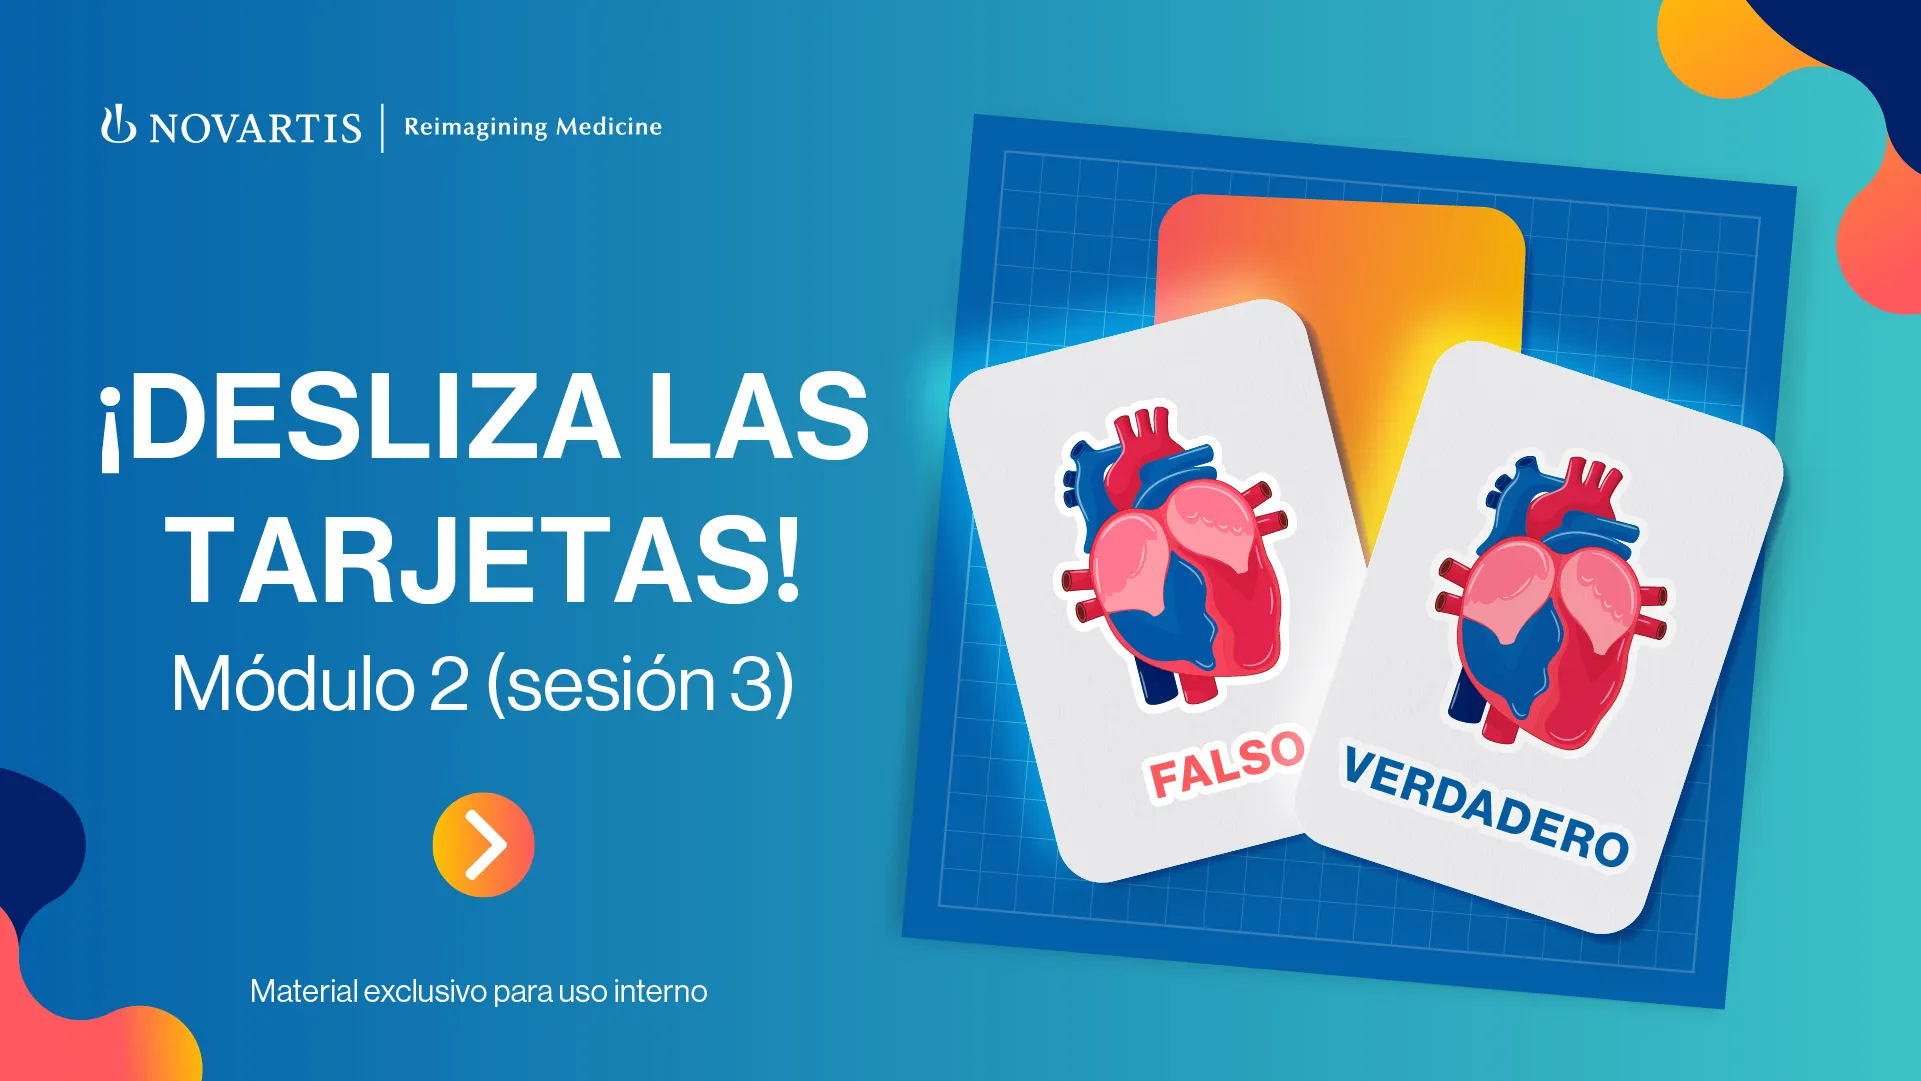 NOVARTIS | Reimagining Medicine
¡DESLIZA LAS
TARJETAS!
Módulo 2 (sesión 3)
Material exclusivo para uso interno
FALSO
VERDADERO